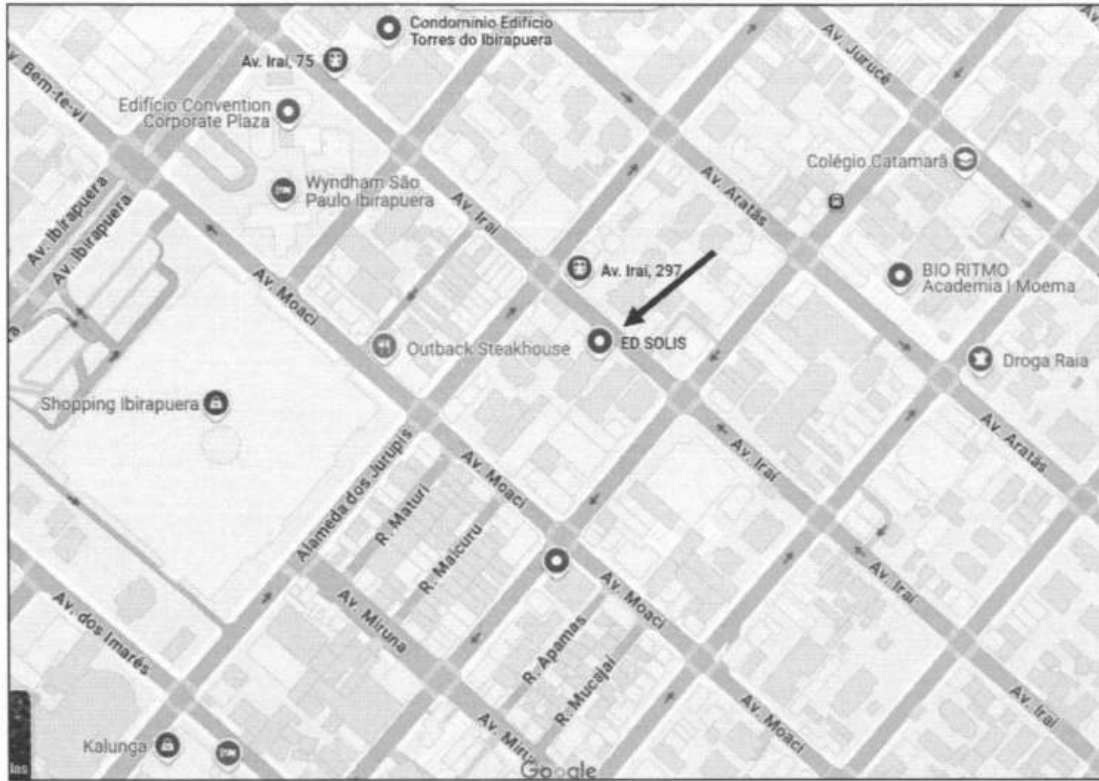 Condomínio Edifício
Torres do Ibirapuera
Av. Iraí, 75
Av. Jurucê
Av. Bem-te-vi
Edifício Convention
Corporate Plaza
Colégio Catamarã
Wyndham São
Paulo Ibirapuera
Av. Aratãs
Av. Ibirapuera
Av. Ibirapuera
Av. Iraí
Av. Moaci
Av. Iraí, 297
BIO RITMO
Academia | Moema
Outback Steakhouse
ED.SOLIS
Droga Raia
Shopping Ibirapuera
Av. Iraí
Av. Aratãs
Alameda dos Jurupis
Av. Moaci
R. Maturi
R. Maicuru
Av. Iraí
Av. Moaci
Av. Miruna
Av. dos Imarés
R. Apamas
R. Mucajaí
Av. Iraí
Av. Moaci
Av. Miru
Kalunga
Google
las